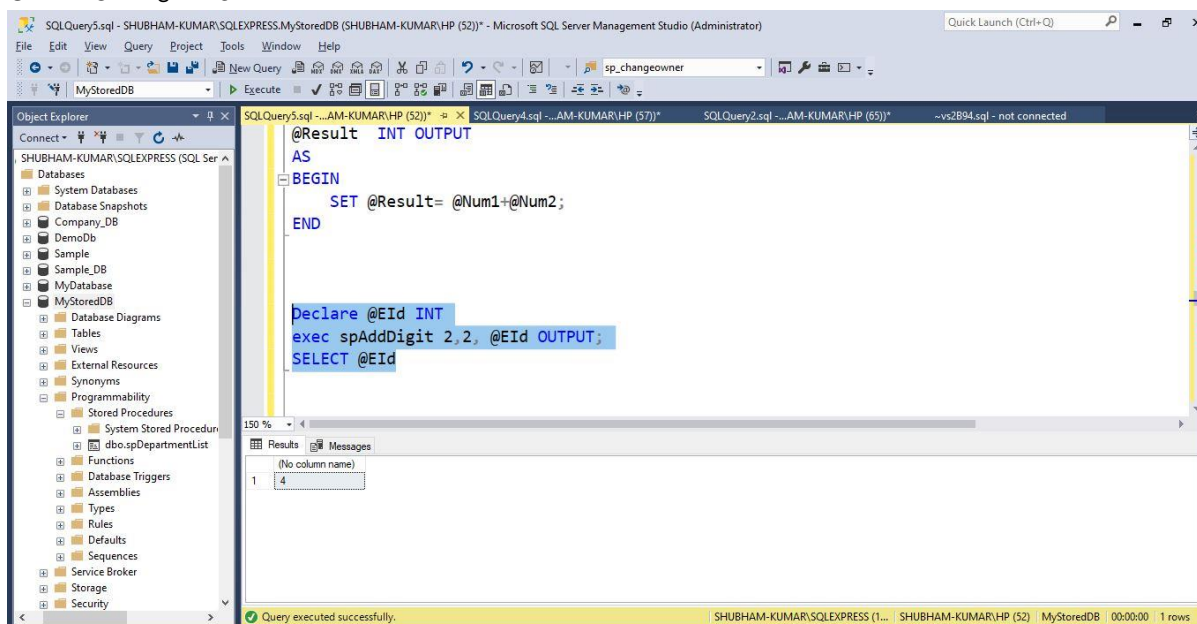 SQLQuery5.sql - SHUBHAM-KUMAR\SQLEXPRESS.MyStoredDB (SHUBHAM-KUMAR\HP (52))* - Microsoft SQL Server Management Studio (Administrator)
Quick Launch (Ctrl+Q)
File Edit View Query Project Tools Window Help
New Query
sp_changeowner
MyStoredDB
Execute
Object Explorer
Connect
SHUBHAM-KUMAR\SQLEXPRESS (SQL Ser
Databases
System Databases
Database Snapshots
Company_DB
DemoDb
Sample
Sample_DB
MyDatabase
MyStoredDB
Database Diagrams
Tables
Views
External Resources
Synonyms
Programmability
Stored Procedures
System Stored Procedur
dbo.spDepartmentList
Functions
Database Triggers
Assemblies
Types
Rules
Defaults
Sequences
Service Broker
Storage
Security
SQLQuery5.sql -...AM-KUMAR\HP (52))*
SQLQuery4.sql -...AM-KUMAR\HP (57))*
SQLQuery2.sql -...AM-KUMAR\HP (65))*
~vs2B94.sql - not connected
@Result INT OUTPUT
AS
BEGIN
SET @Result= @Num1+@Num2;
END
Declare @EId INT
exec spAddDigit 2,2, @EId OUTPUT;
SELECT @EId
150 %
Results Messages
(No column name)
1 4
Query executed successfully.
SHUBHAM-KUMAR\SQLEXPRESS (1... SHUBHAM-KUMAR\HP (52) MyStoredDB 00:00:00 1 rows